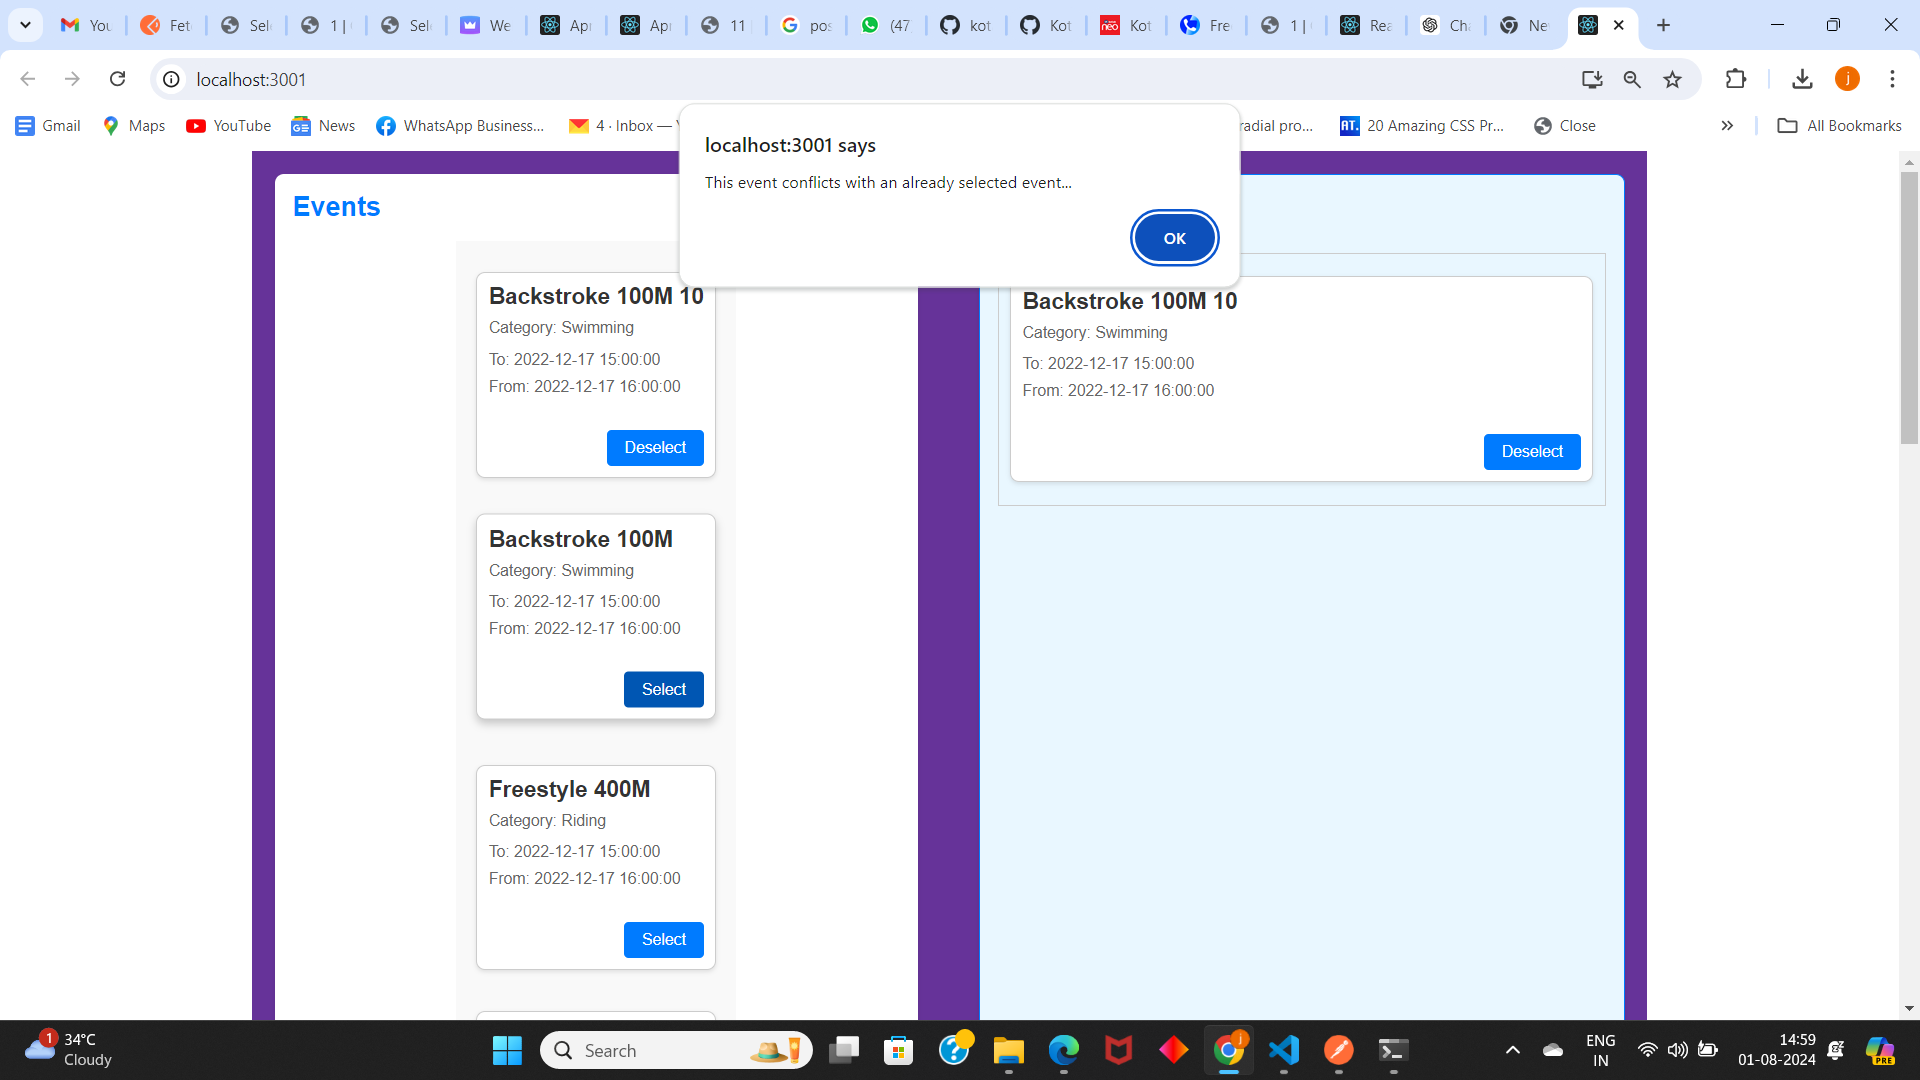 You
Fet
Sel
1 |
Sel
We
Ap
Ap
11
pos
(47
kot
Kot
Kot
Fre
1 |
Rea
Cha
Ne
localhost:3001
Gmail
Maps
YouTube
News
WhatsApp Business...
4 · Inbox —
radial pro...
20 Amazing CSS Pr...
Close
All Bookmarks
localhost:3001 says
This event conflicts with an already selected event...
OK
Events
Backstroke 100M 10
Category: Swimming
To: 2022-12-17 15:00:00
From: 2022-12-17 16:00:00
Deselect
Backstroke 100M
Category: Swimming
To: 2022-12-17 15:00:00
From: 2022-12-17 16:00:00
Select
Freestyle 400M
Category: Riding
To: 2022-12-17 15:00:00
From: 2022-12-17 16:00:00
Select
Backstroke 100M 10
Category: Swimming
To: 2022-12-17 15:00:00
From: 2022-12-17 16:00:00
Deselect
1
34°C
Cloudy
Search
ENG
IN
14:59
01-08-2024
PRE